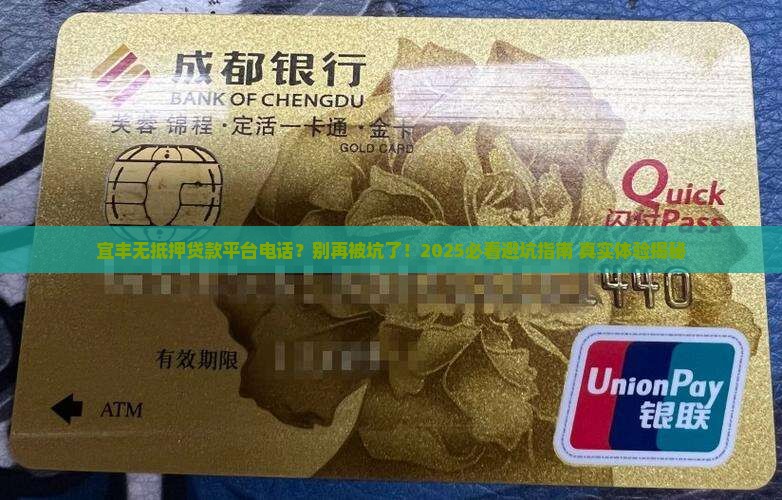 成都银行
BANK OF CHENGDU
芙蓉 锦程·定活一卡通·金卡
GOLD CARD
Quick
闪付Pass
宜丰无抵押贷款平台电话？别再被坑了！2025必看避坑指南 真实体验揭秘
1440
有效期限
ATM
UnionPay
银联